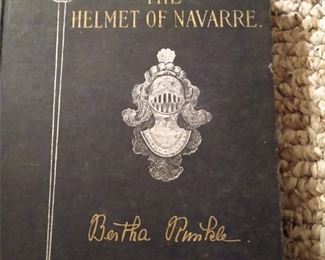 THE
HELMET OF NAVARRE.
Bertha Runkle.